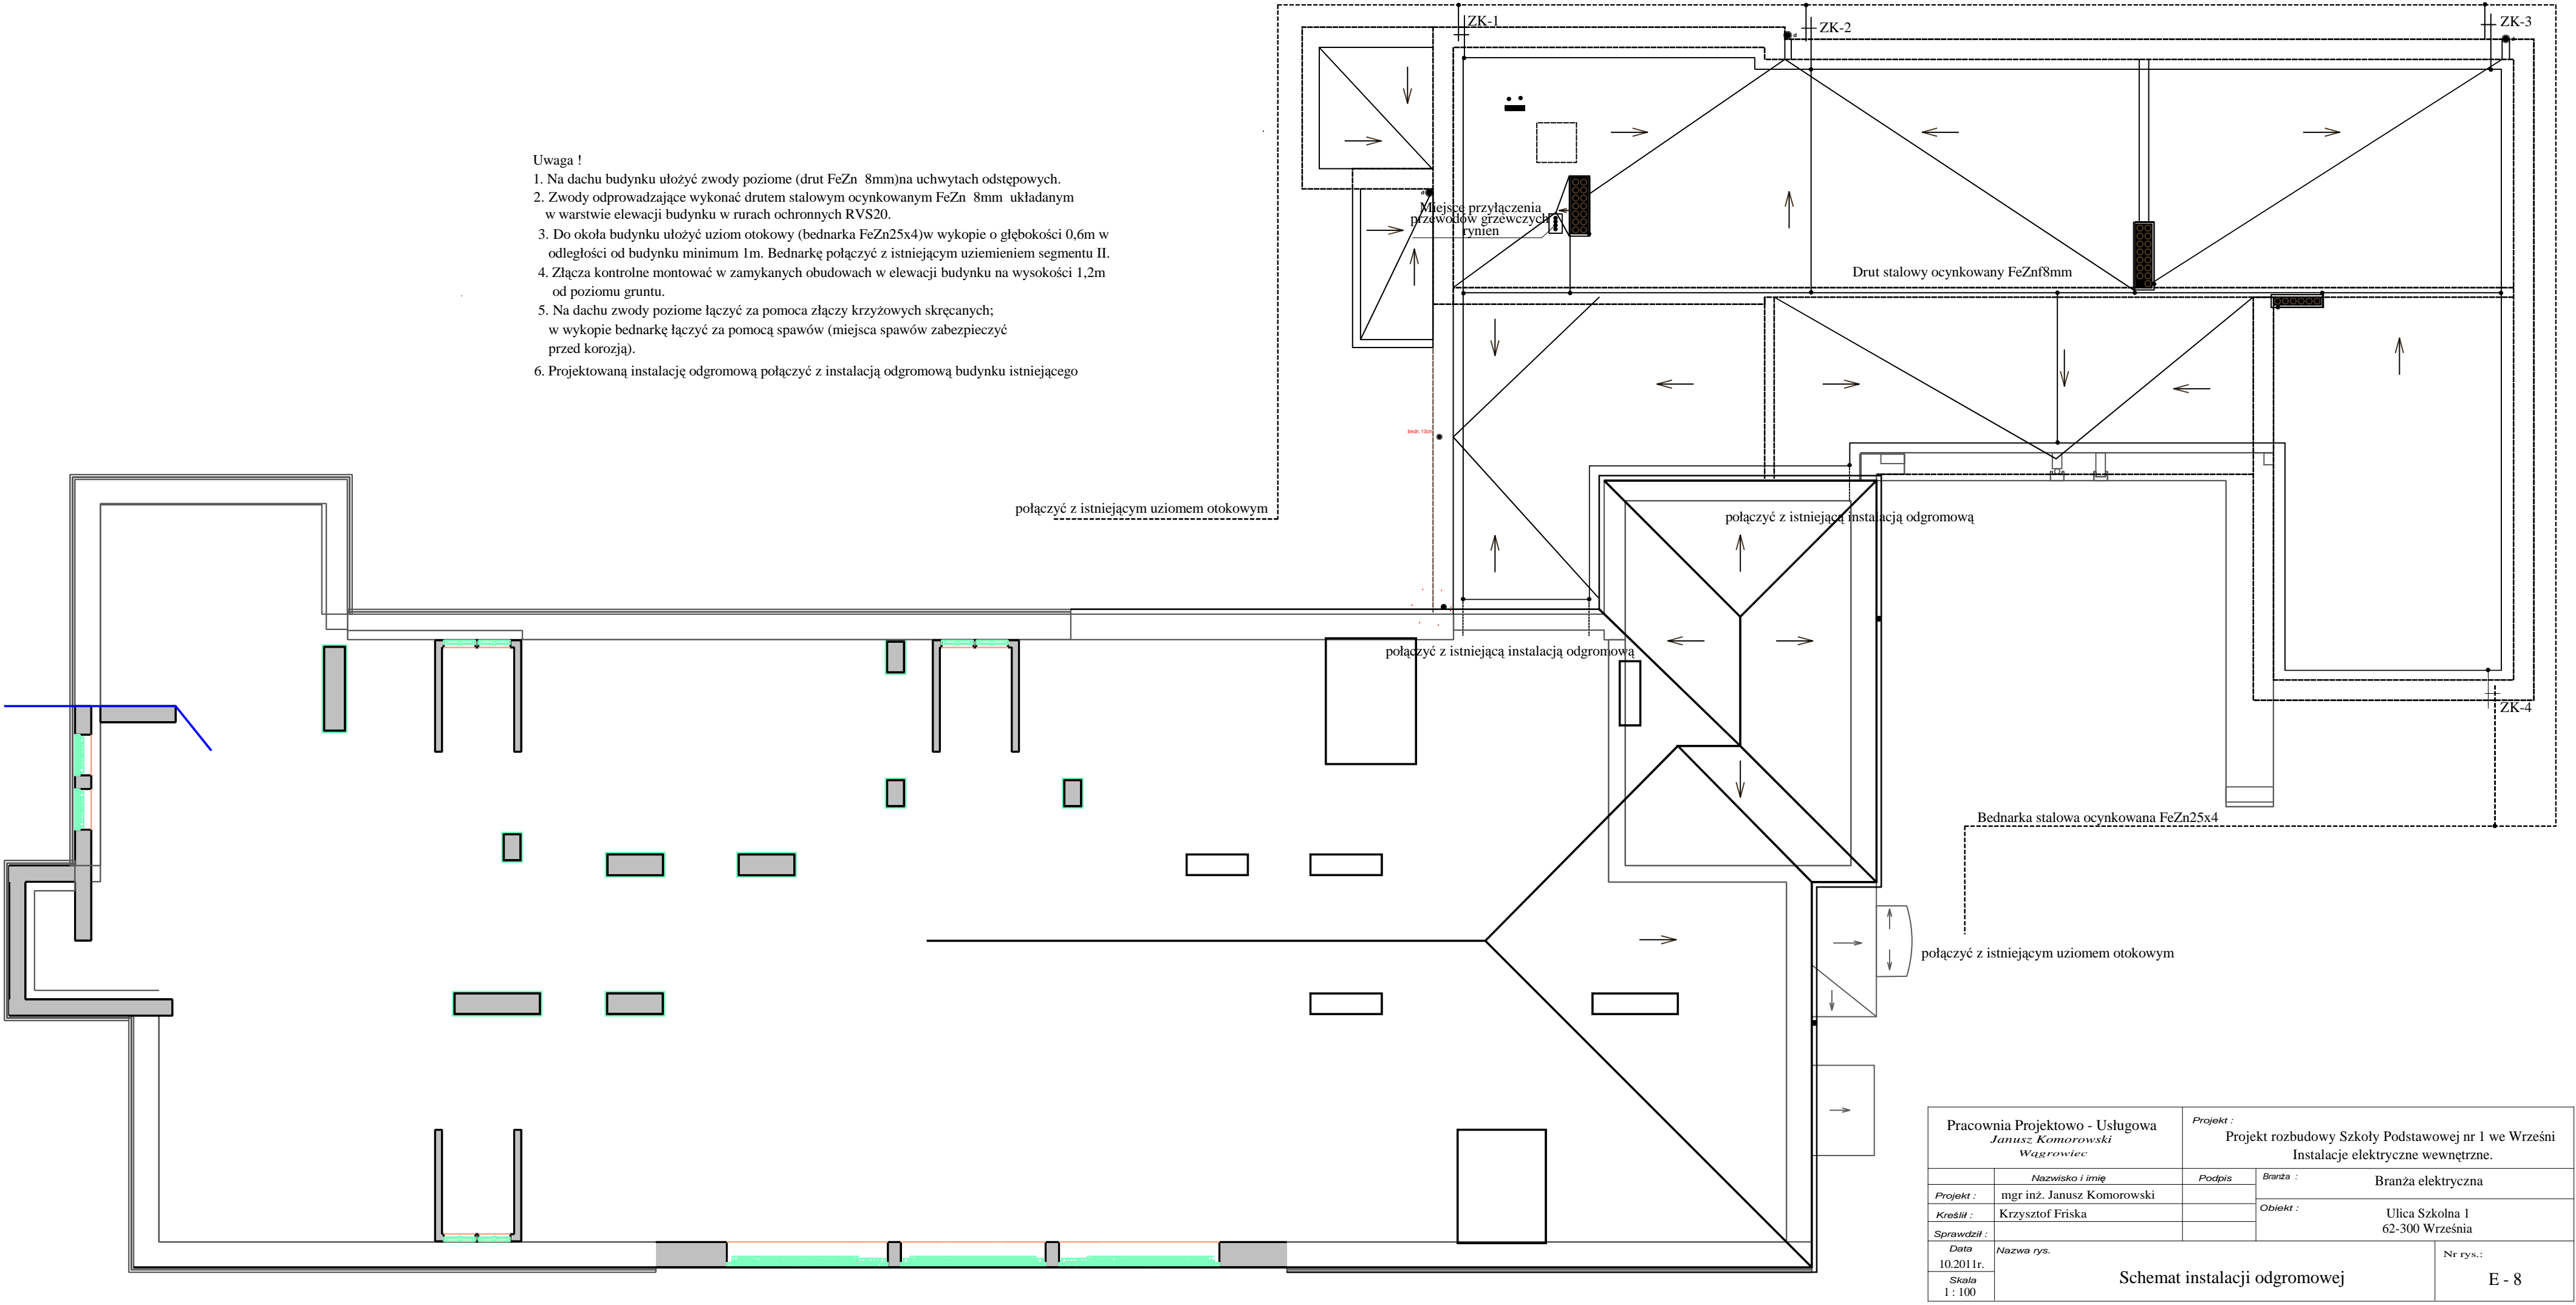 ZK-1
ZK-2
ZK-3
Uwaga !
1. Na dachu budynku ułożyć zwody poziome (drut FeZn 8mm)na uchwytach odstępowych.
2. Zwody odprowadzające wykonać drutem stalowym ocynkowanym FeZn 8mm układanym
w warstwie elewacji budynku w rurach ochronnych RVS20.
3. Do okoła budynku ułożyć uziom otokowy (bednarka FeZn25x4)w wykopie o głębokości 0,6m w
odległości od budynku minimum 1m. Bednarkę połączyć z istniejącym uziemieniem segmentu II.
4. Złącza kontrolne montować w zamykanych obudowach w elewacji budynku na wysokości 1,2m
od poziomu gruntu.
5. Na dachu zwody poziome łączyć za pomoca złączy krzyżowych skręcanych;
w wykopie bednarkę łączyć za pomocą spawów (miejsca spawów zabezpieczyć
przed korozją).
6. Projektowaną instalację odgromową połączyć z instalacją odgromową budynku istniejącego
Miejsce przyłączenia
przewodów grzewczych
rynien
Drut stalowy ocynkowany FeZnf8mm
połączyć z istniejącym uziomem otokowym
połączyć z istniejącą instalacją odgromową
połączyć z istniejącą instalacją odgromową
ZK-4
Bednarka stalowa ocynkowana FeZn25x4
połączyć z istniejącym uziomem otokowym
Pracownia Projektowo - Usługowa
Janusz Komorowski
Wągrowiec
Projekt :
Projekt rozbudowy Szkoły Podstawowej nr 1 we Wrześni
Instalacje elektryczne wewnętrzne.
Nazwisko i imię
Podpis
Branża :
Branża elektryczna
Projekt :
mgr inż. Janusz Komorowski
Kreślił :
Krzysztof Friska
Obiekt :
Ulica Szkolna 1
62-300 Września
Sprawdził :
Data
10.2011r.
Nazwa rys.
Schemat instalacji odgromowej
Nr rys.:
E - 8
Skala
1 : 100